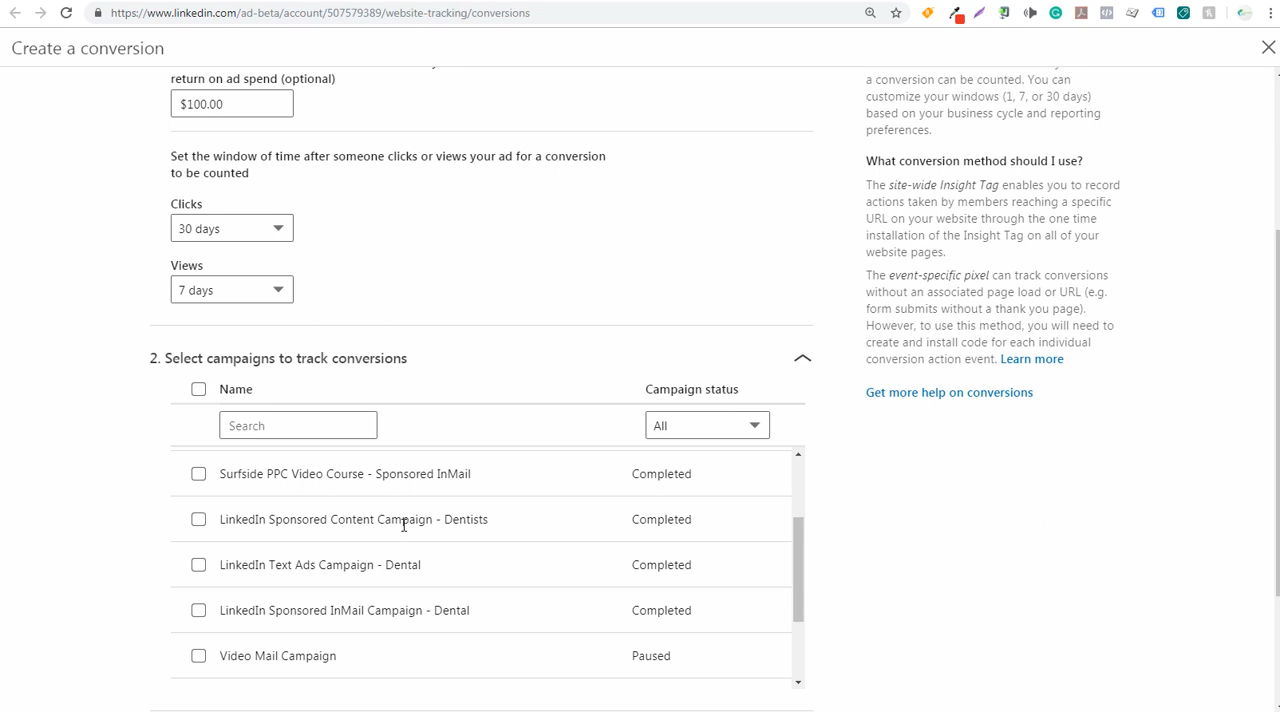 https://www.linkedin.com/ad-beta/account/507579389/website-tracking/conversions
Create a conversion
return on ad spend (optional)
$100.00
Set the window of time after someone clicks or views your ad for a conversion
to be counted
Clicks
30 days
Views
7 days
2. Select campaigns to track conversions
Name
Campaign status
Search
All
Surfside PPC Video Course - Sponsored InMail
Completed
LinkedIn Sponsored Content Campaign - Dentists
Completed
LinkedIn Text Ads Campaign - Dental
Completed
LinkedIn Sponsored InMail Campaign - Dental
Completed
Video Mail Campaign
Paused
a conversion can be counted. You can
customize your windows (1, 7, or 30 days)
based on your business cycle and reporting
preferences.
What conversion method should I use?
The site-wide Insight Tag enables you to record
actions taken by members reaching a specific
URL on your website through the one time
installation of the Insight Tag on all of your
website pages.
The event-specific pixel can track conversions
without an associated page load or URL (e.g.
form submits without a thank you page).
However, to use this method, you will need to
create and install code for each individual
conversion action event. Learn more
Get more help on conversions